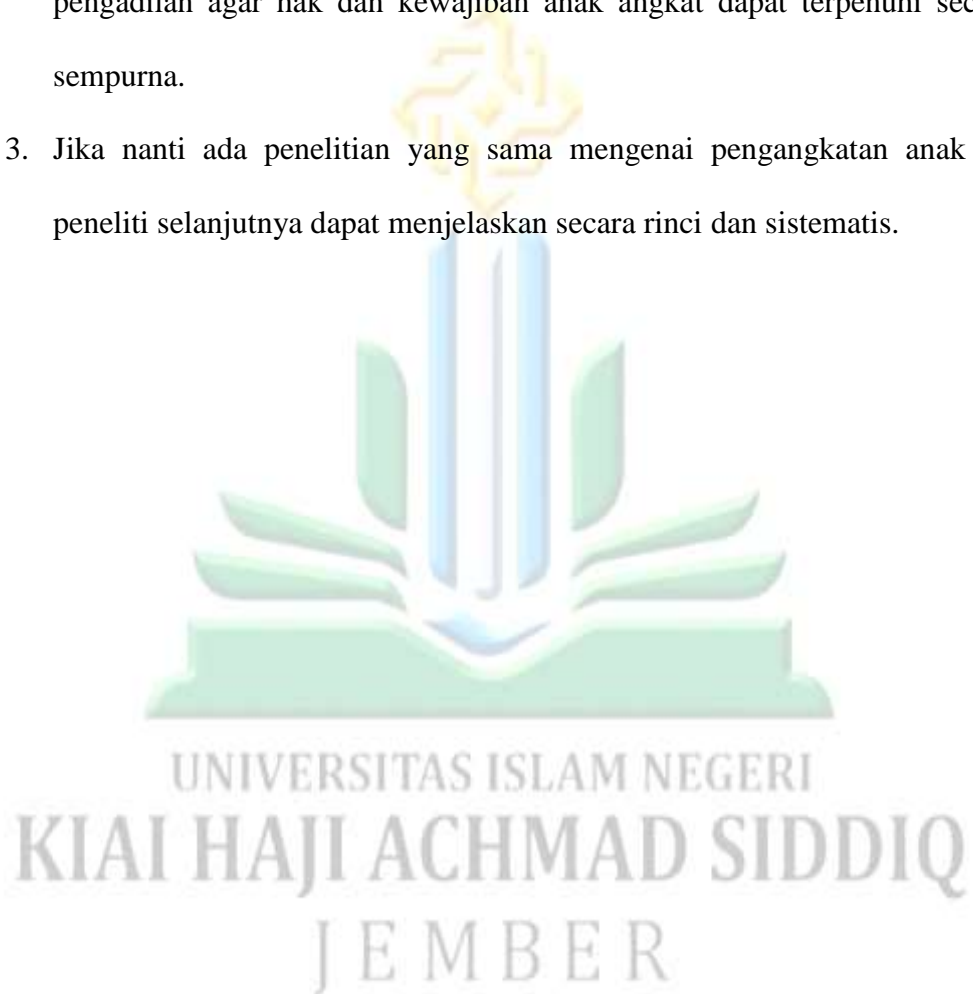 pengadilan agar hak dan kewajiban anak angkat dapat terpenuhi
sempurna.
3. Jika nanti ada penelitian yang sama mengenai pengangkatan anak
peneliti selanjutnya dapat menjelaskan secara rinci dan sistematis.
UNIVERSITAS ISLAM NEGERI
KIAI HAJI ACHMAD SIDDIQ
JEMBER